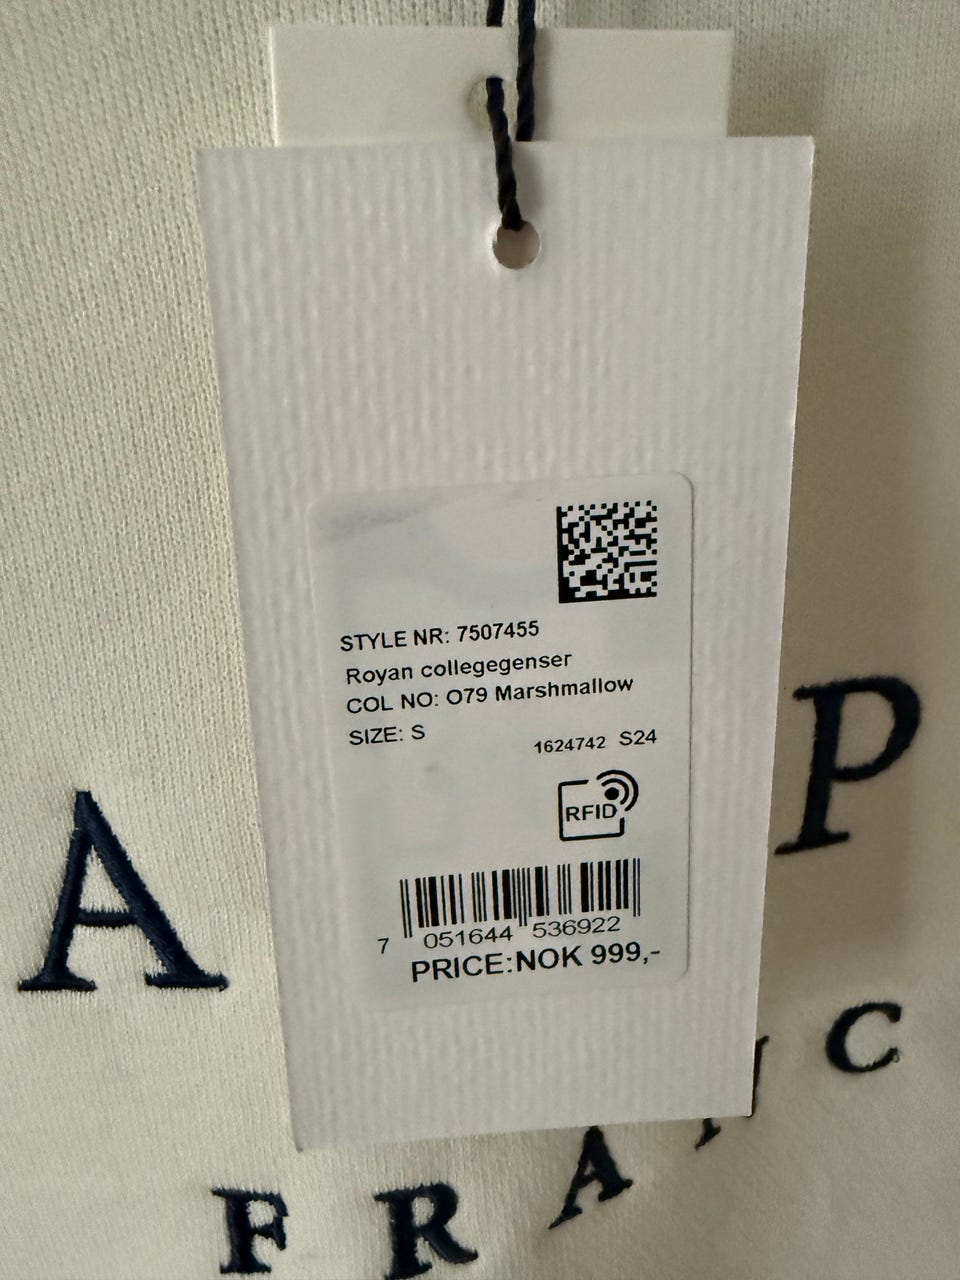 STYLE NR: 7507455
Royan collegegenser
COL NO: O79 Marshmallow
SIZE: S
1624742 S24
RFID
7 051644 536922
PRICE:NOK 999,-
A P
F R A N C